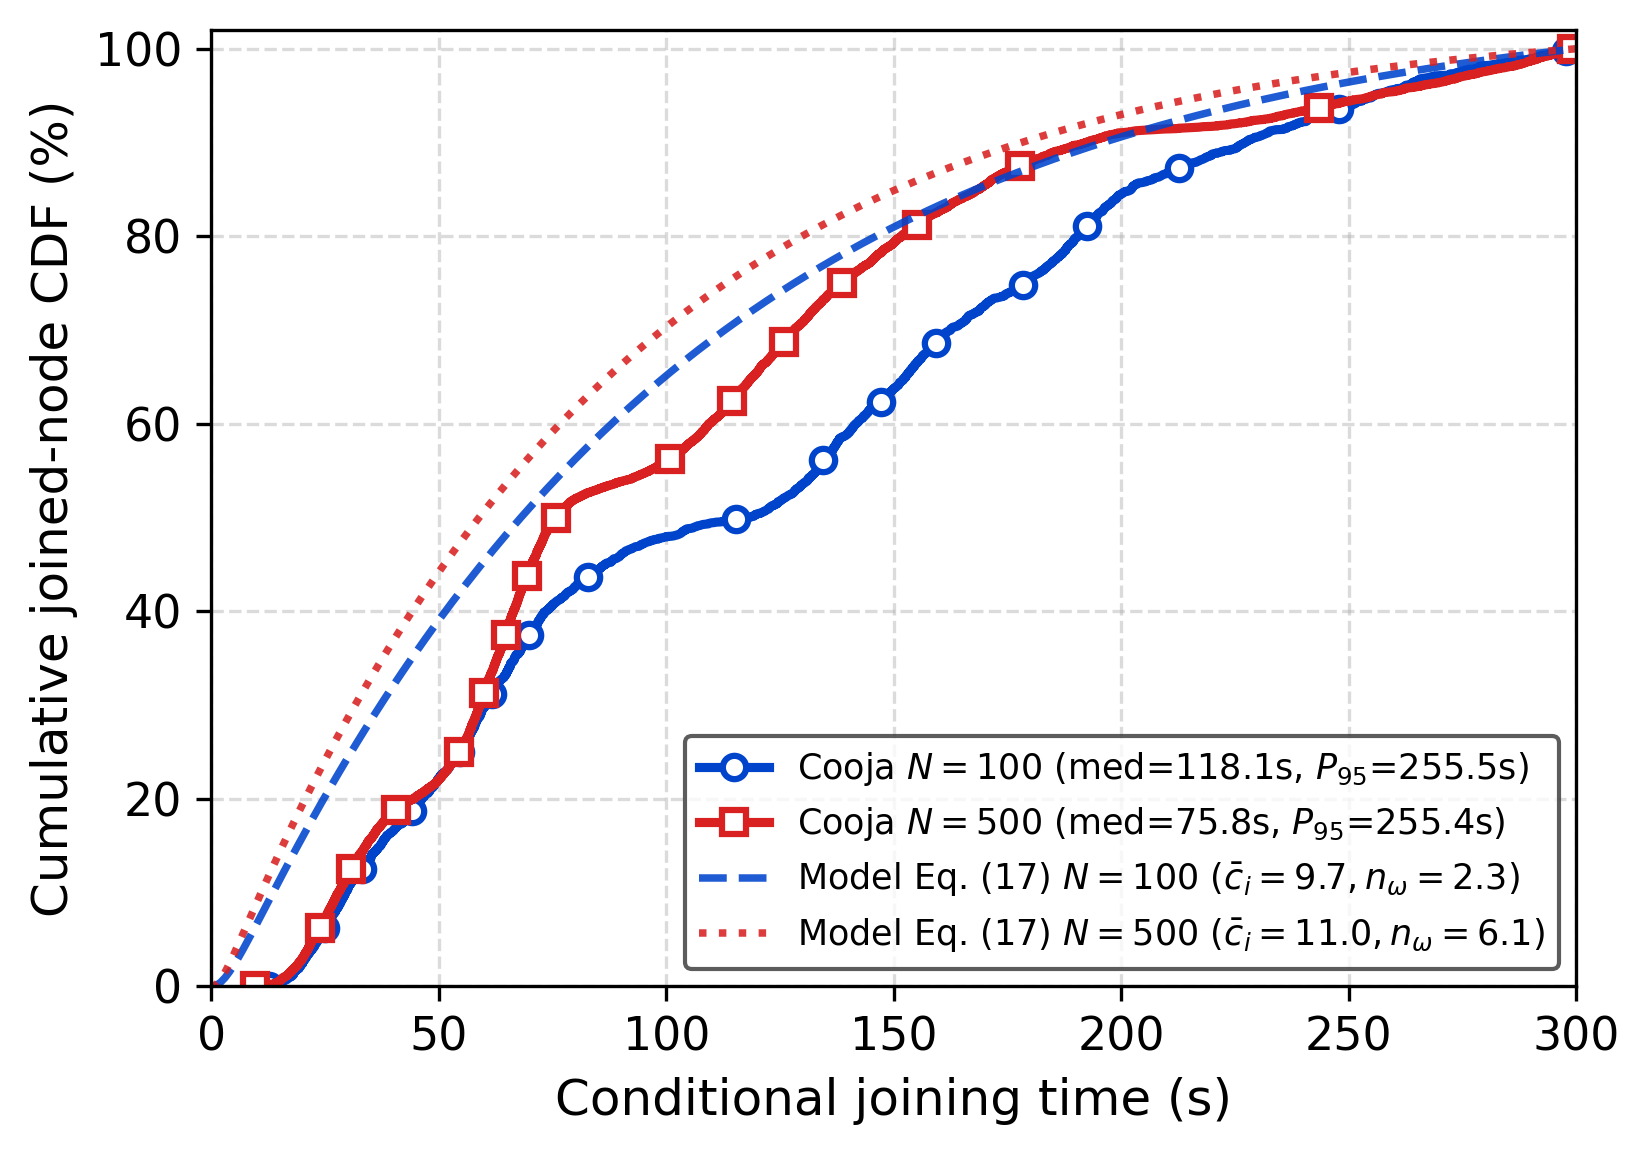 100
80
60
40
20
0
Cumulative joined-node CDF (%)
Cooja N = 100 (med=118.1s, P₉₅=255.5s)
Cooja N = 500 (med=75.8s, P₉₅=255.4s)
Model Eq. (17) N = 100 (c̄ᵢ = 9.7, n_ω = 2.3)
Model Eq. (17) N = 500 (c̄ᵢ = 11.0, n_ω = 6.1)
0 50 100 150 200 250 300
Conditional joining time (s)